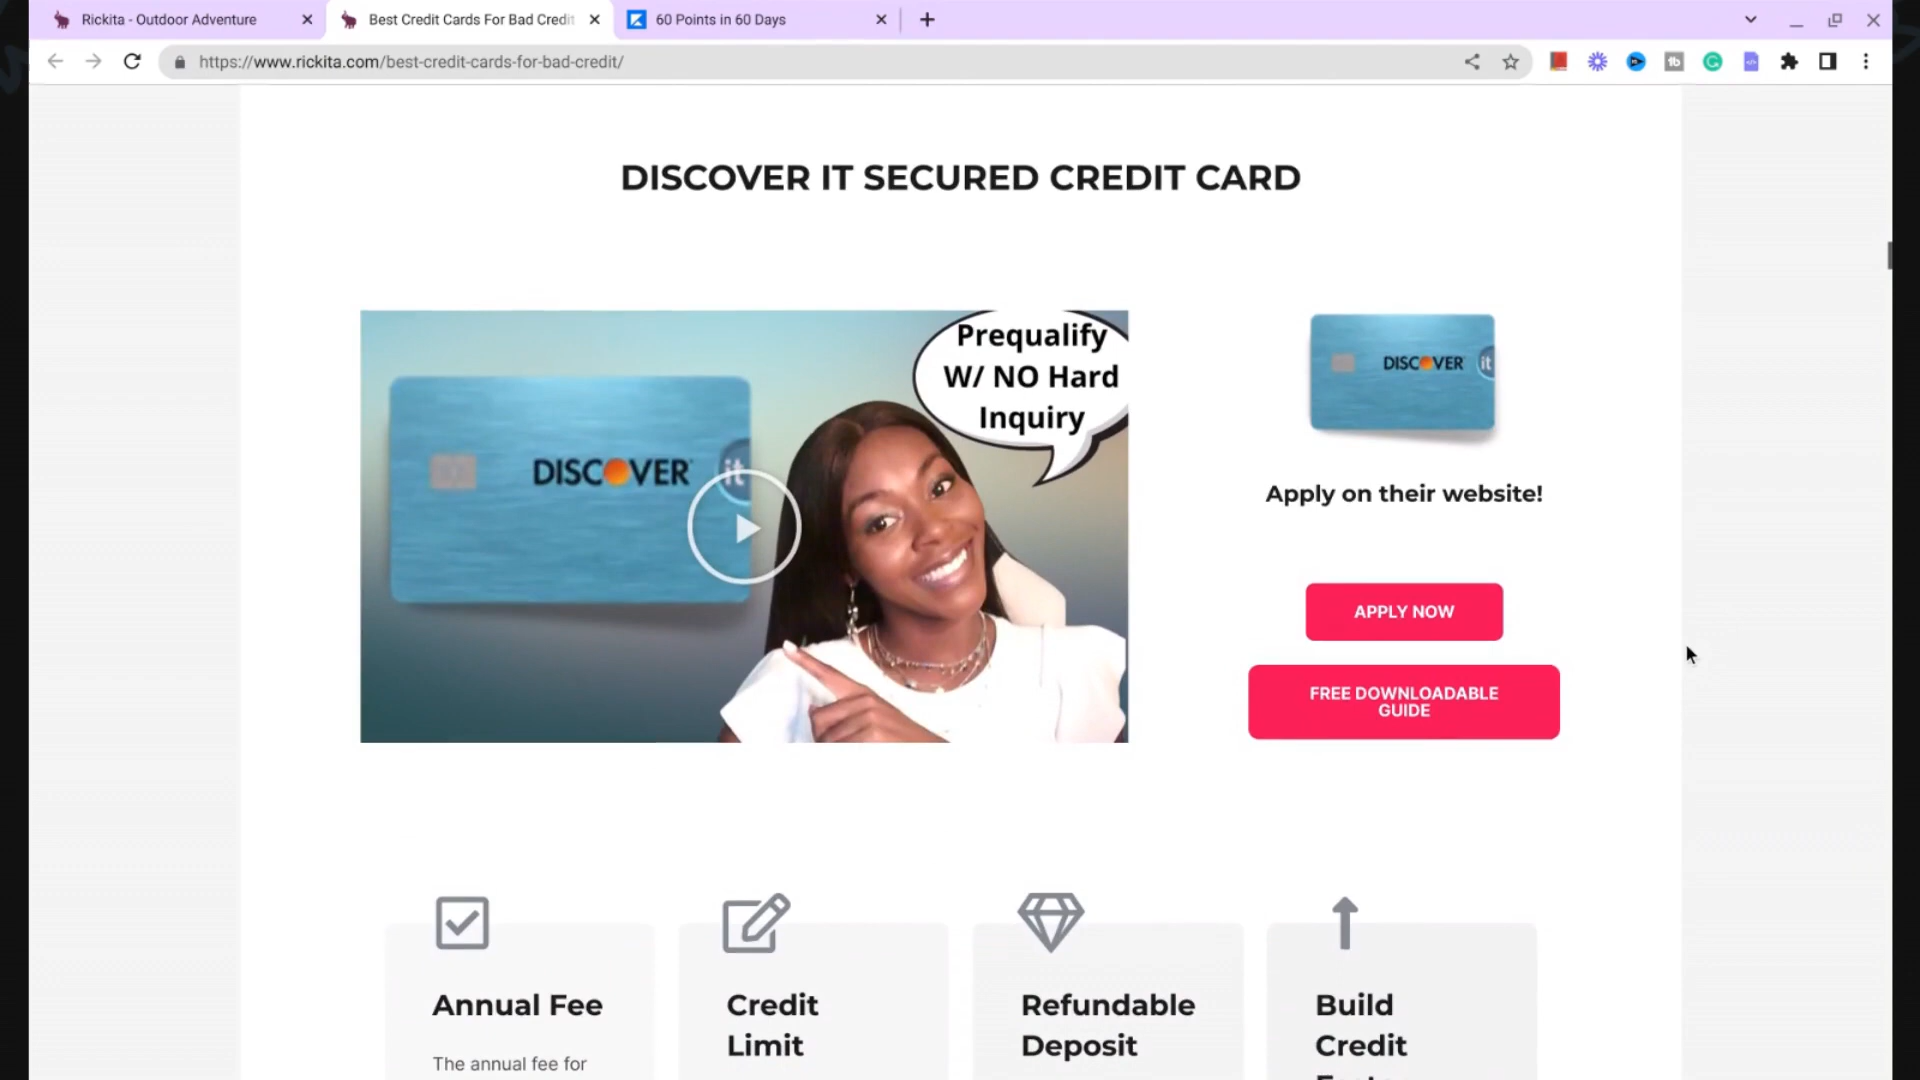 Rickita - Outdoor Adventure
Best Credit Cards For Bad Credit
60 Points in 60 Days
https://www.rickita.com/best-credit-cards-for-bad-credit/
DISCOVER IT SECURED CREDIT CARD
Prequalify
W/ NO Hard
Inquiry
DISCOVER it
DISCOVER it
Apply on their website!
APPLY NOW
FREE DOWNLOADABLE
GUIDE
Annual Fee
The annual fee for
Credit
Limit
Refundable
Deposit
Build
Credit